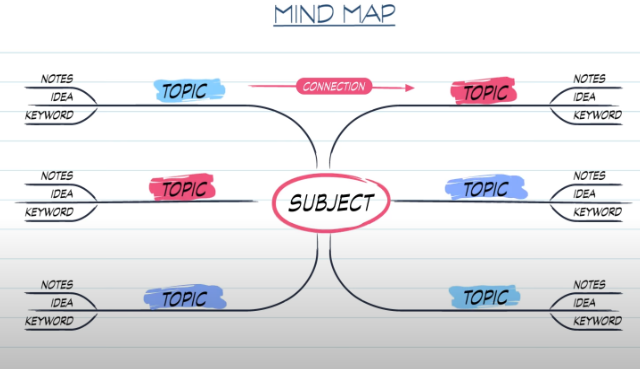 MIND MAP
NOTES
IDEA
KEYWORD
TOPIC
CONNECTION
TOPIC
NOTES
IDEA
KEYWORD
NOTES
IDEA
KEYWORD
TOPIC
SUBJECT
TOPIC
NOTES
IDEA
KEYWORD
NOTES
IDEA
KEYWORD
TOPIC
TOPIC
NOTES
IDEA
KEYWORD